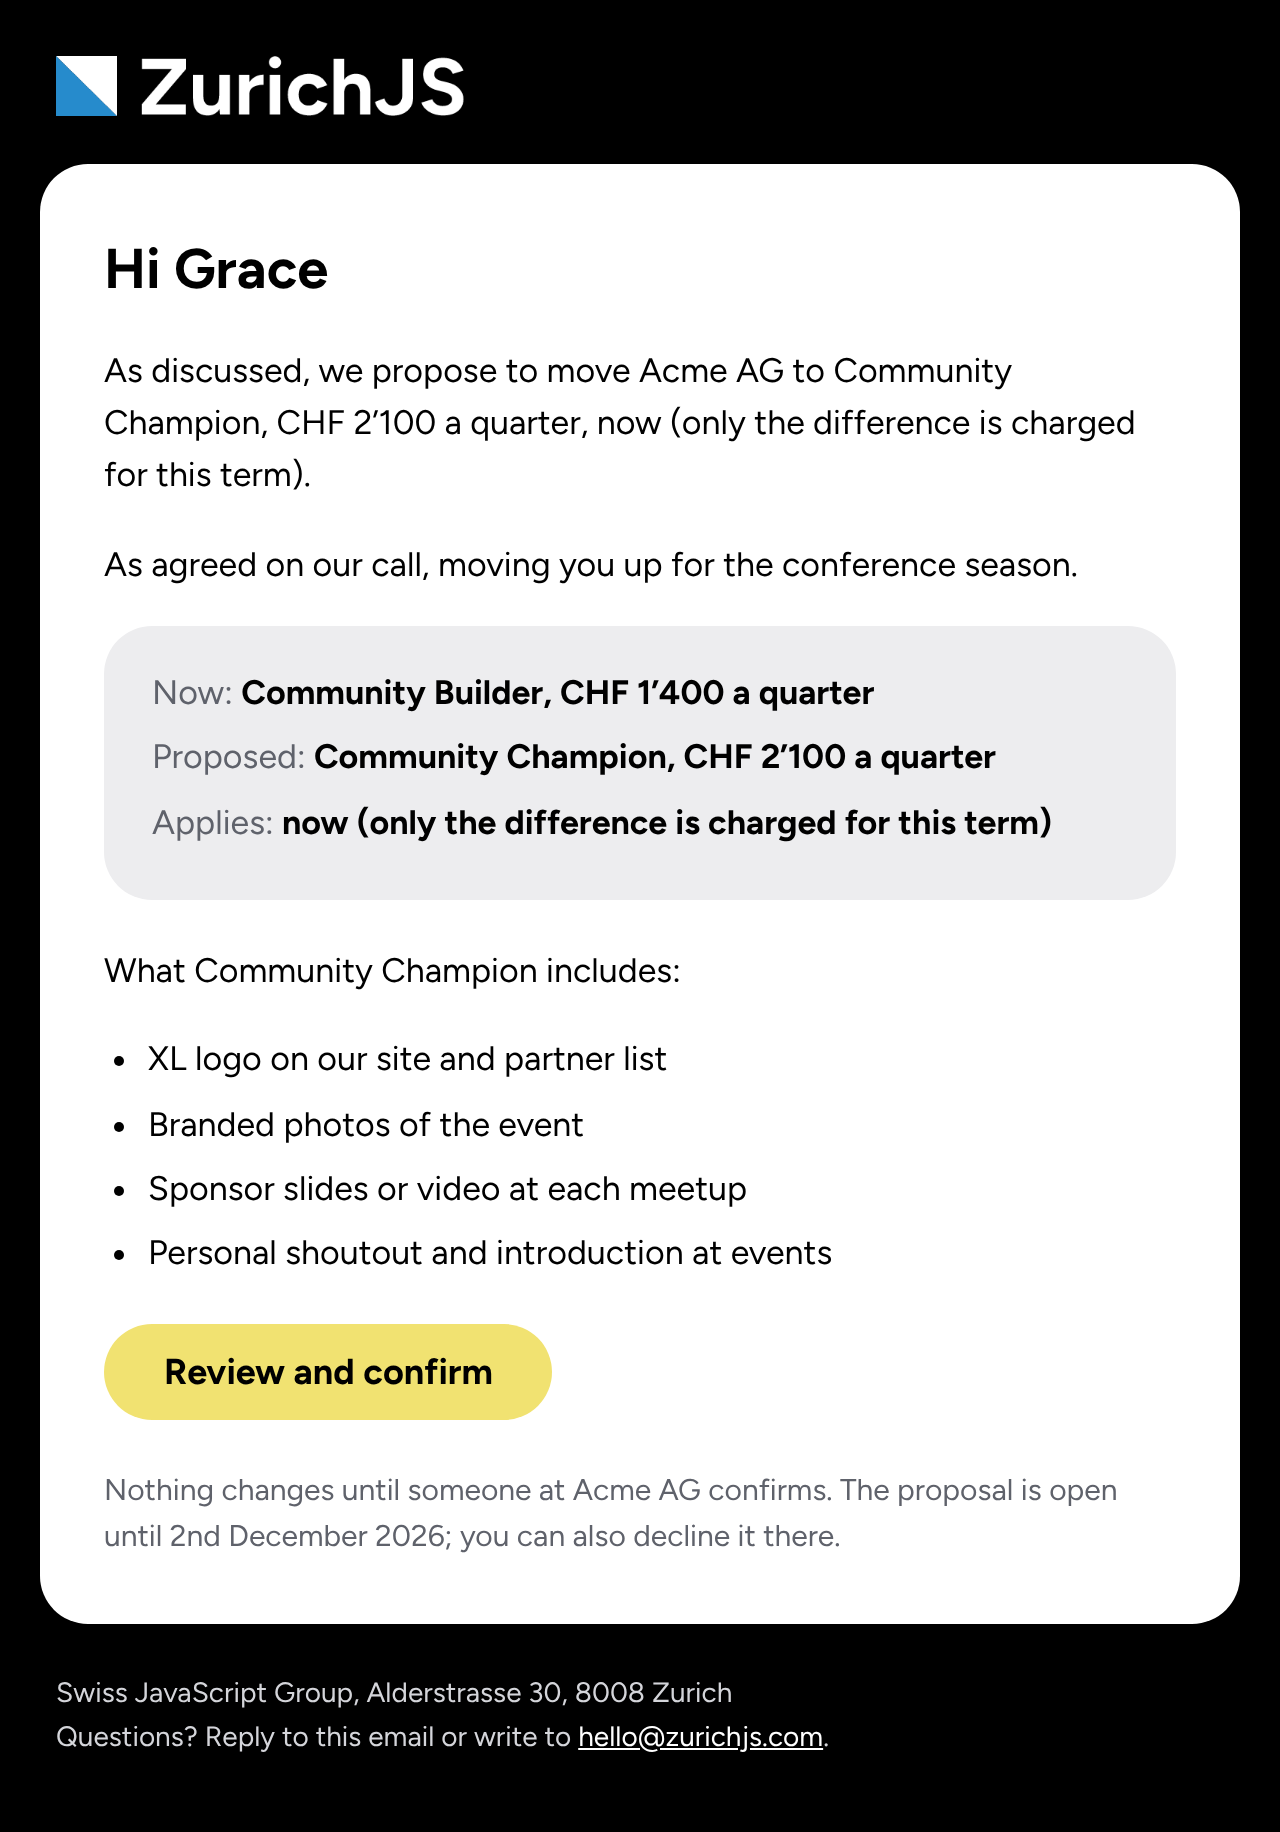 ZurichJS
Hi Grace
As discussed, we propose to move Acme AG to Community
Champion, CHF 2’100 a quarter, now (only the difference is charged
for this term).
As agreed on our call, moving you up for the conference season.
Now: Community Builder, CHF 1’400 a quarter
Proposed: Community Champion, CHF 2’100 a quarter
Applies: now (only the difference is charged for this term)
What Community Champion includes:
• XL logo on our site and partner list
• Branded photos of the event
• Sponsor slides or video at each meetup
• Personal shoutout and introduction at events
Review and confirm
Nothing changes until someone at Acme AG confirms. The proposal is open
until 2nd December 2026; you can also decline it there.
Swiss JavaScript Group, Alderstrasse 30, 8008 Zurich
Questions? Reply to this email or write to hello@zurichjs.com.